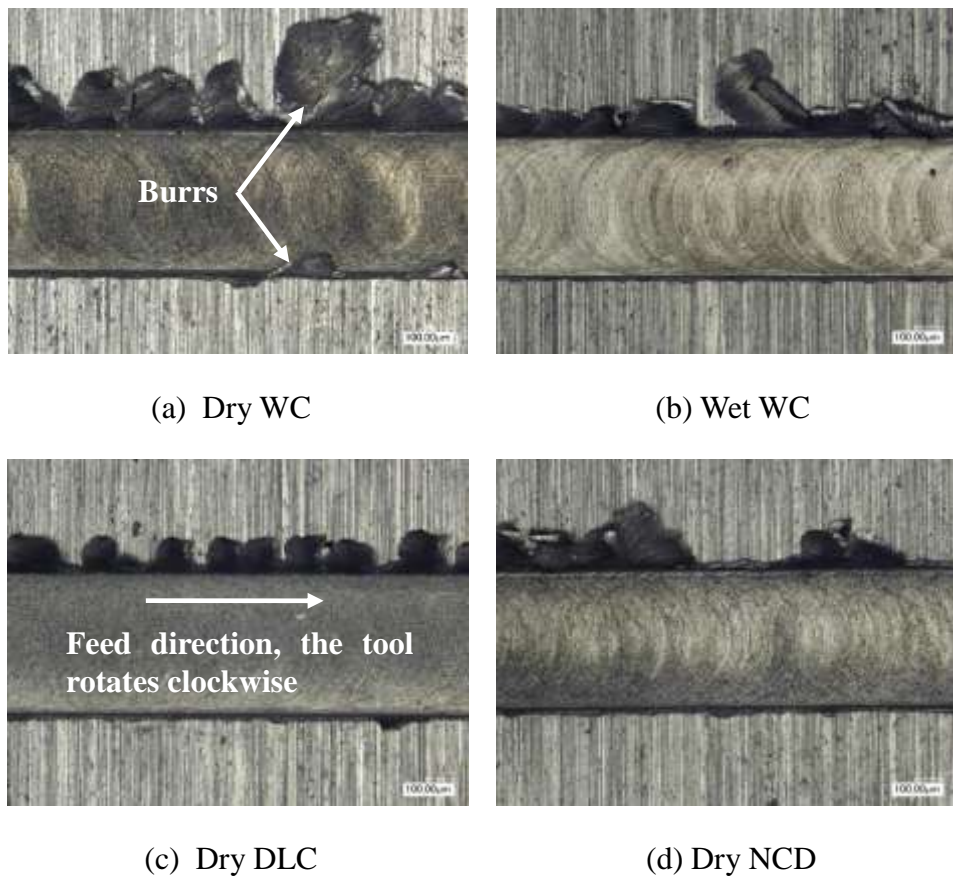 Burrs
100.00μm
100.00μm
(a) Dry WC
(b) Wet WC
Feed direction, the tool
rotates clockwise
100.00μm
100.00μm
(c) Dry DLC
(d) Dry NCD